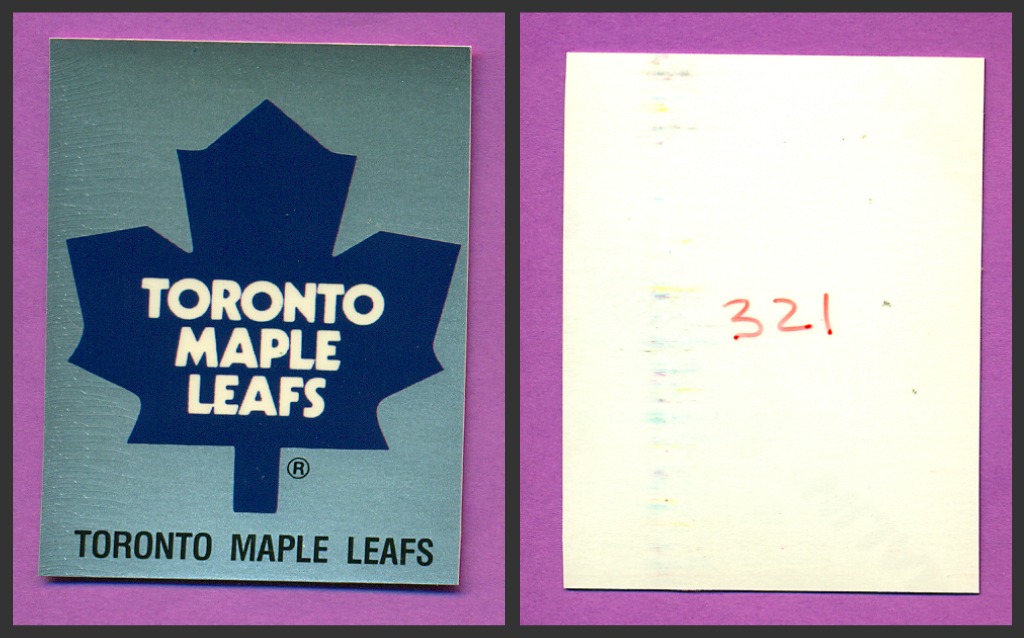 TORONTO
MAPLE
LEAFS
®
TORONTO MAPLE LEAFS
321